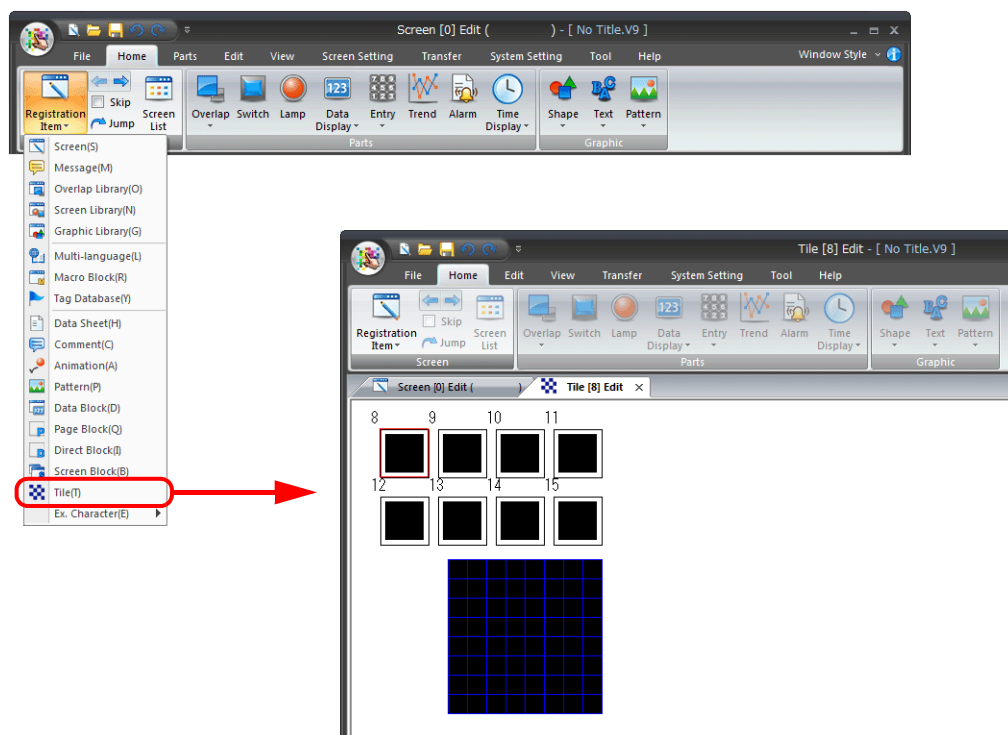 Screen [0] Edit ( ) - [ No Title.V9 ]
File Home Parts Edit View Screen Setting Transfer System Setting Tool Help Window Style
Registration Item
Skip
Jump
Screen List
Overlap Switch Lamp Data Display Entry Trend Alarm Time Display Shape Text Pattern
Parts Graphic
Screen(S)
Message(M)
Overlap Library(O)
Screen Library(N)
Graphic Library(G)
Multi-language(L)
Macro Block(R)
Tag Database(Y)
Data Sheet(H)
Comment(C)
Animation(A)
Pattern(P)
Data Block(D)
Page Block(Q)
Direct Block(I)
Screen Block(B)
Tile(T)
Ex. Character(E)
Tile [8] Edit - [ No Title.V9 ]
File Home Edit View Transfer System Setting Tool Help
Registration Item
Skip
Jump
Screen List
Overlap Switch Lamp Data Display Entry Trend Alarm Time Display Shape Text Pattern
Screen Parts Graphic
Screen [0] Edit ( ) Tile [8] Edit ×
8 9 10 11
12 13 14 15